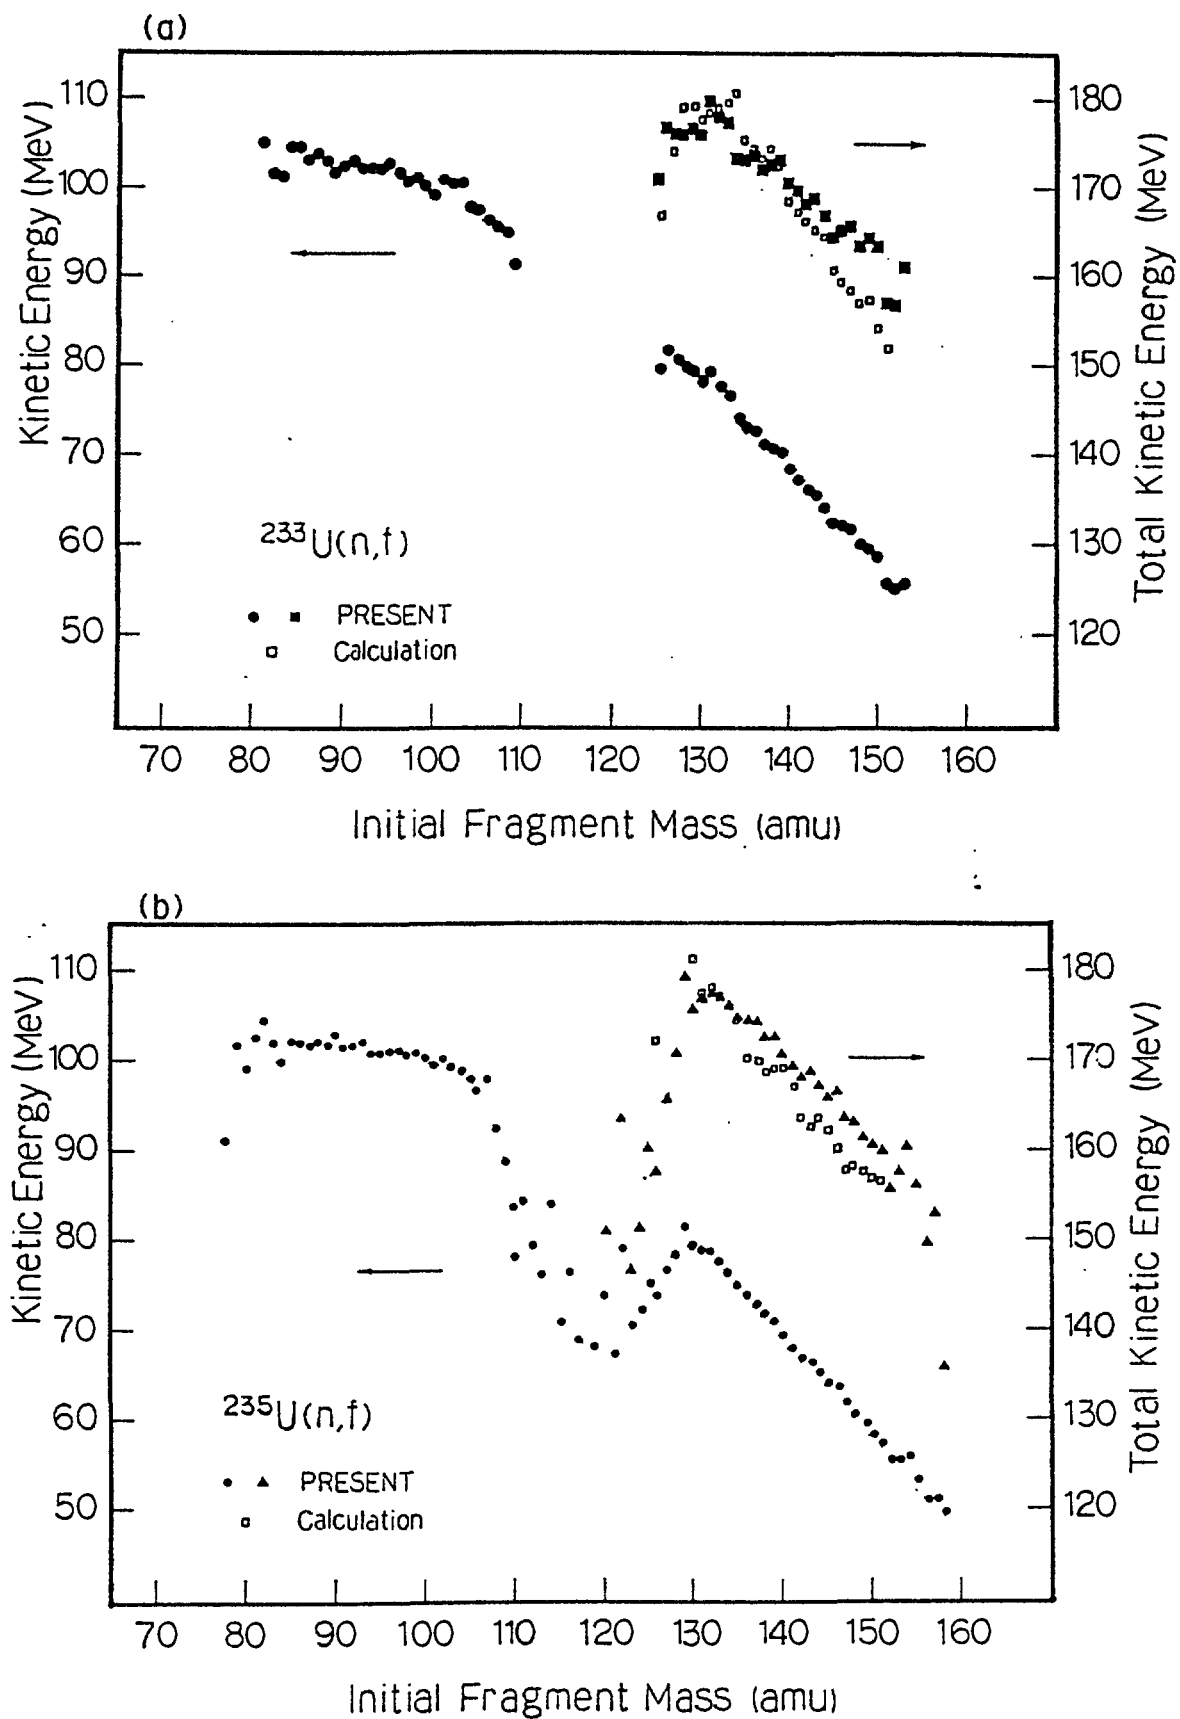 (a)
Kinetic Energy (MeV)
110
100
90
80
70
60
50
180
170
160
150
140
130
120
Total Kinetic Energy (MeV)
233U(n,f)
PRESENT
Calculation
70 80 90 100 110 120 130 140 150 160
Initial Fragment Mass (amu)
(b)
Kinetic Energy (MeV)
110
100
90
80
70
60
50
180
170
160
150
140
130
120
Total Kinetic Energy (MeV)
235U(n,f)
PRESENT
Calculation
70 80 90 100 110 120 130 140 150 160
Initial Fragment Mass (amu)